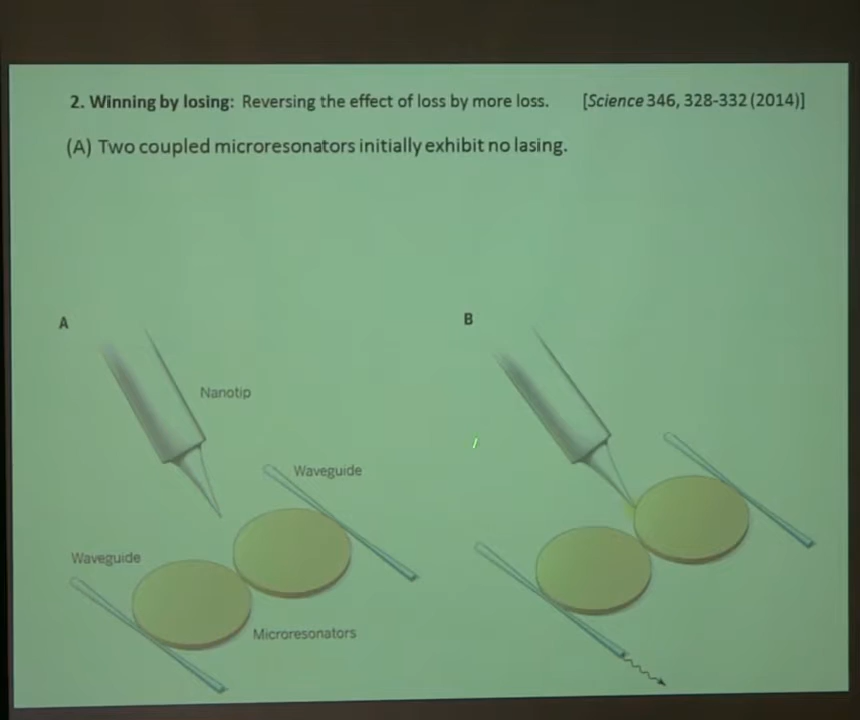 2. Winning by losing: Reversing the effect of loss by more loss. [Science 346, 328-332 (2014)]
(A) Two coupled microresonators initially exhibit no lasing.
A
B
Nanotip
Waveguide
Waveguide
Microresonators